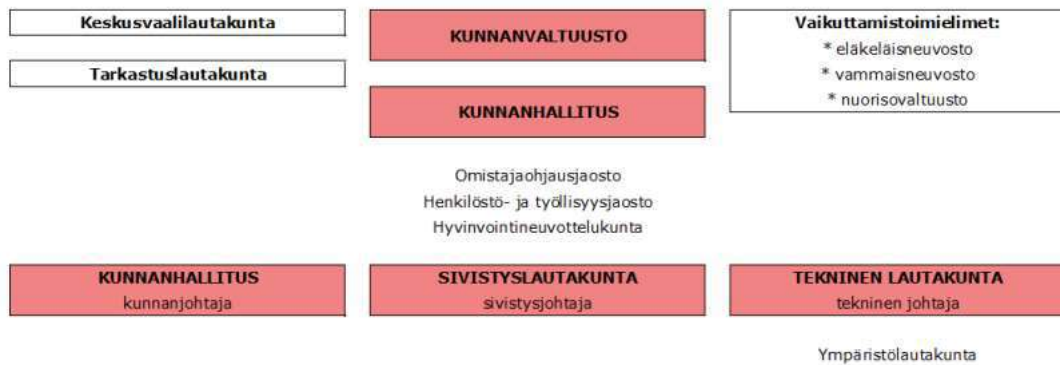 Keskusvaalilautakunta
Tarkastuslautakunta
KUNNANVALTUUSTO
KUNNANHALLITUS
Vaikuttamistoimielimet:
* eläkeläisneuvosto
* vammaisneuvosto
* nuorisovaltuusto
Omistajaohjausjaosto
Henkilöstö- ja työllisyysjaosto
Hyvinvointineuvottelukunta
KUNNANHALLITUS
kunnanjohtaja
SIVISTYSLAUTAKUNTA
sivistysjohtaja
TEKNINEN LAUTAKUNTA
tekninen johtaja
Ympäristölautakunta